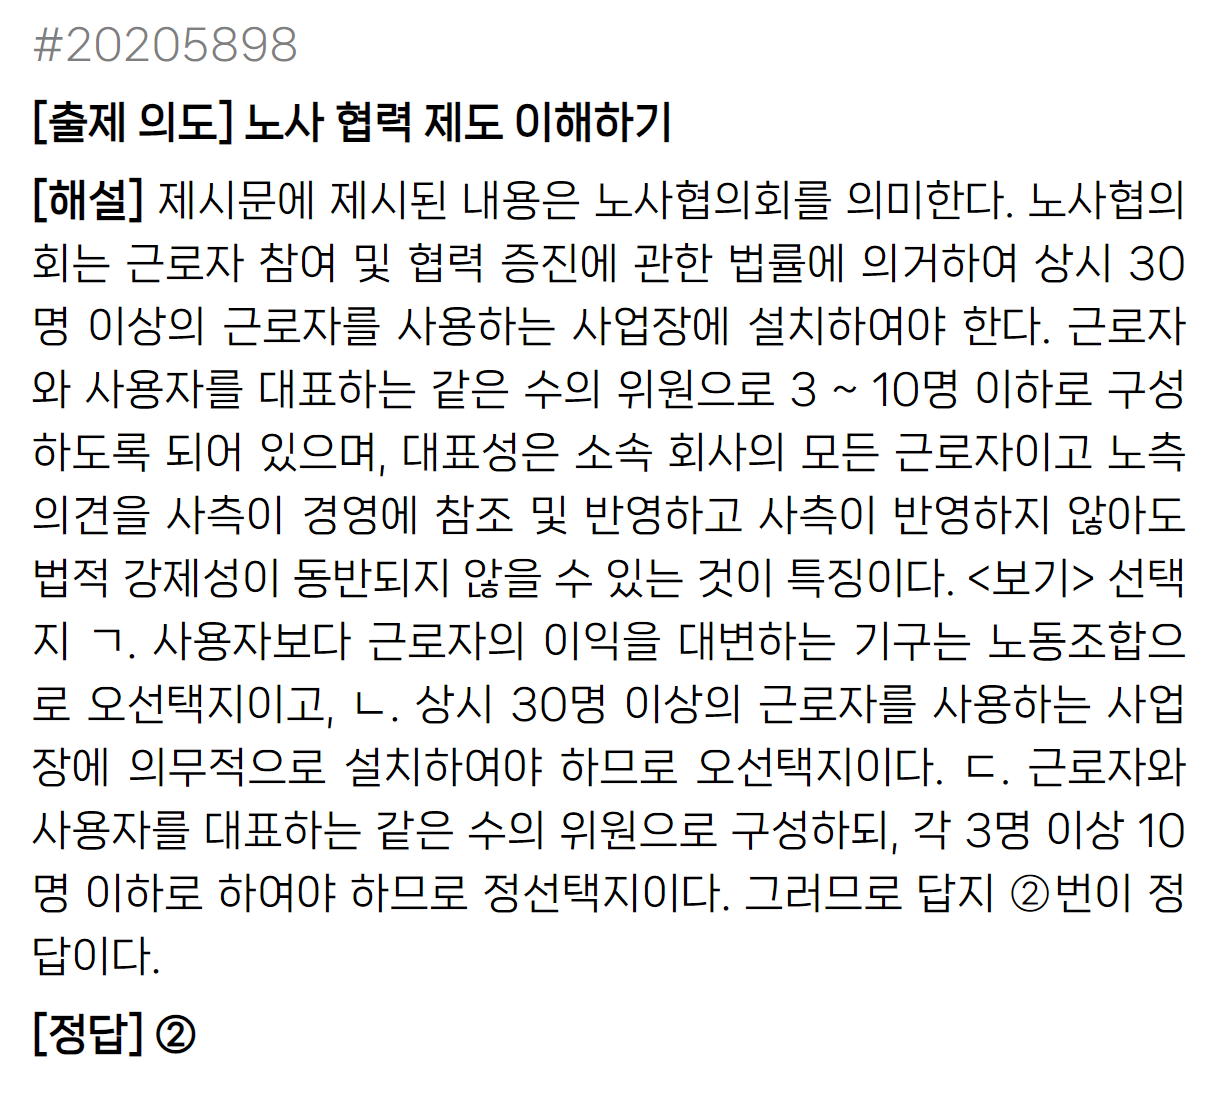 #20205898
[출제 의도] 노사 협력 제도 이해하기
[해설] 제시문에 제시된 내용은 노사협의회를 의미한다. 노사협의
회는 근로자 참여 및 협력 증진에 관한 법률에 의거하여 상시 30
명 이상의 근로자를 사용하는 사업장에 설치하여야 한다. 근로자
와 사용자를 대표하는 같은 수의 위원으로 3 ~ 10명 이하로 구성
하도록 되어 있으며, 대표성은 소속 회사의 모든 근로자이고 노측
의견을 사측이 경영에 참조 및 반영하고 사측이 반영하지 않아도
법적 강제성이 동반되지 않을 수 있는 것이 특징이다. <보기> 선택
지 ㄱ. 사용자보다 근로자의 이익을 대변하는 기구는 노동조합으
로 오선택지이고, ㄴ. 상시 30명 이상의 근로자를 사용하는 사업
장에 의무적으로 설치하여야 하므로 오선택지이다. ㄷ. 근로자와
사용자를 대표하는 같은 수의 위원으로 구성하되, 각 3명 이상 10
명 이하로 하여야 하므로 정선택지이다. 그러므로 답지 ②번이 정
답이다.
[정답] ②